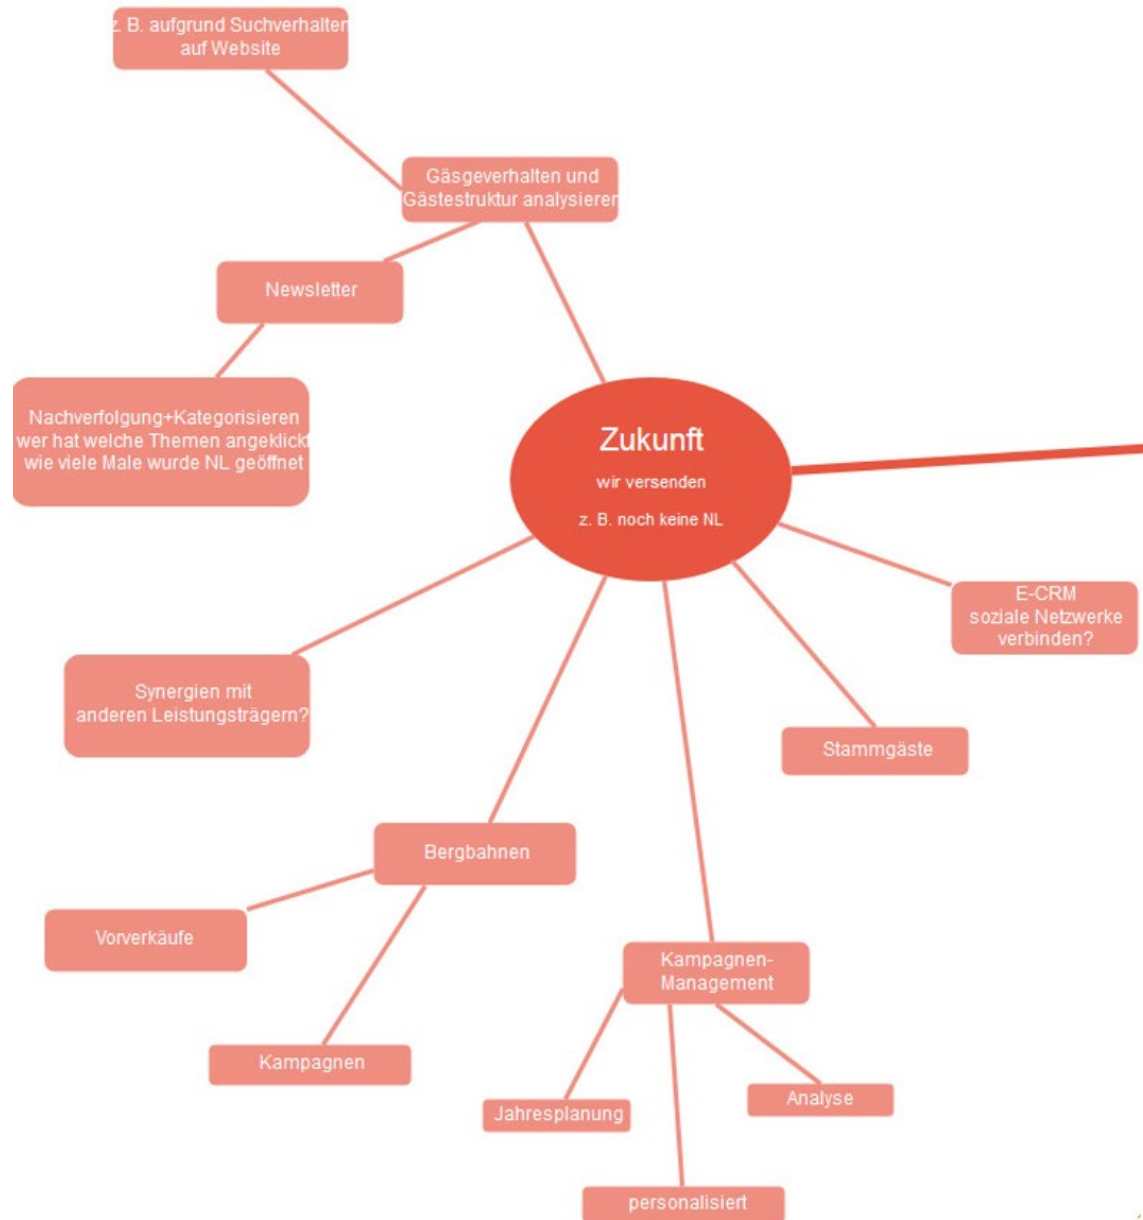 z. B. aufgrund Suchverhalten
auf Website
Gäsgeverhalten und
Gästestruktur analysieren
Newsletter
Nachverfolgung+Kategorisieren
wer hat welche Themen angeklickt
wie viele Male wurde NL geöffnet
Zukunft
wir versenden
z. B. noch keine NL
E-CRM
soziale Netzwerke
verbinden?
Synergien mit
anderen Leistungsträgern?
Stammgäste
Bergbahnen
Vorverkäufe
Kampagnen-
Management
Kampagnen
Analyse
Jahresplanung
personalisiert